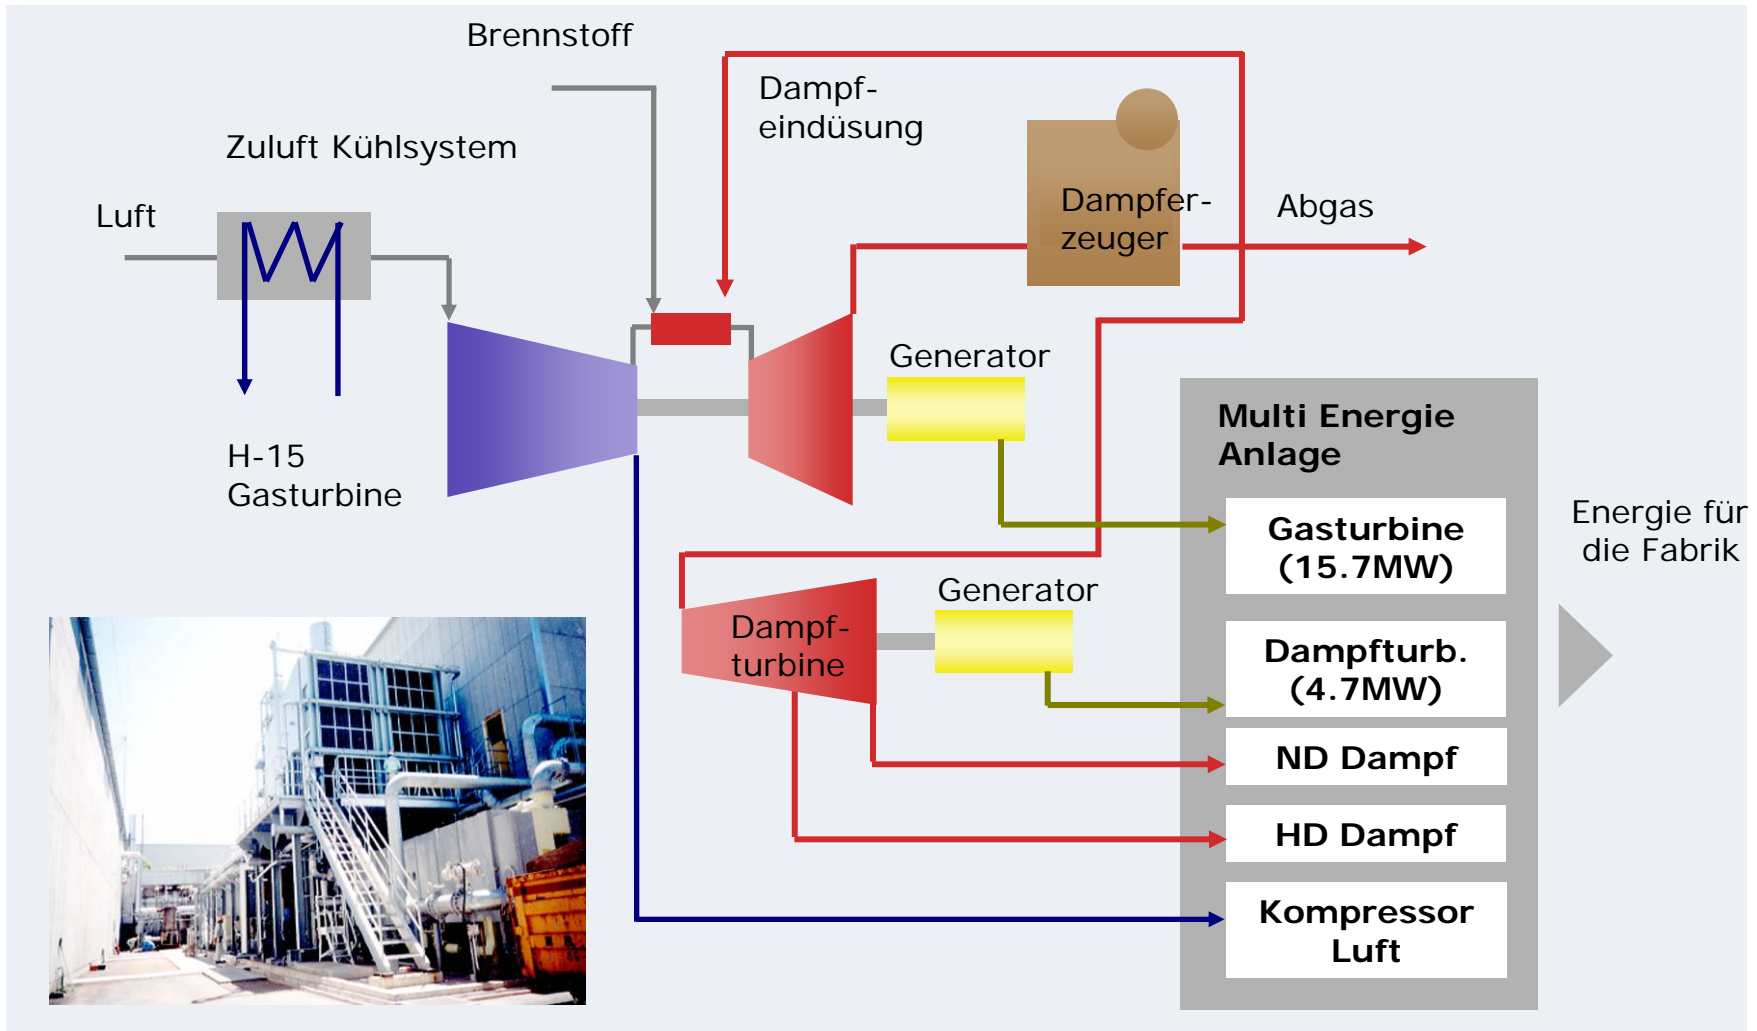 Brennstoff
Dampf-
eindüsung
Zuluft Kühlsystem
Luft
Dampfer-
zeuger
Abgas
Generator
H-15
Gasturbine
Multi Energie
Anlage
Gasturbine
(15.7MW)
Energie für
die Fabrik
Generator
Dampf-
turbine
Dampfturb.
(4.7MW)
ND Dampf
HD Dampf
Kompressor
Luft